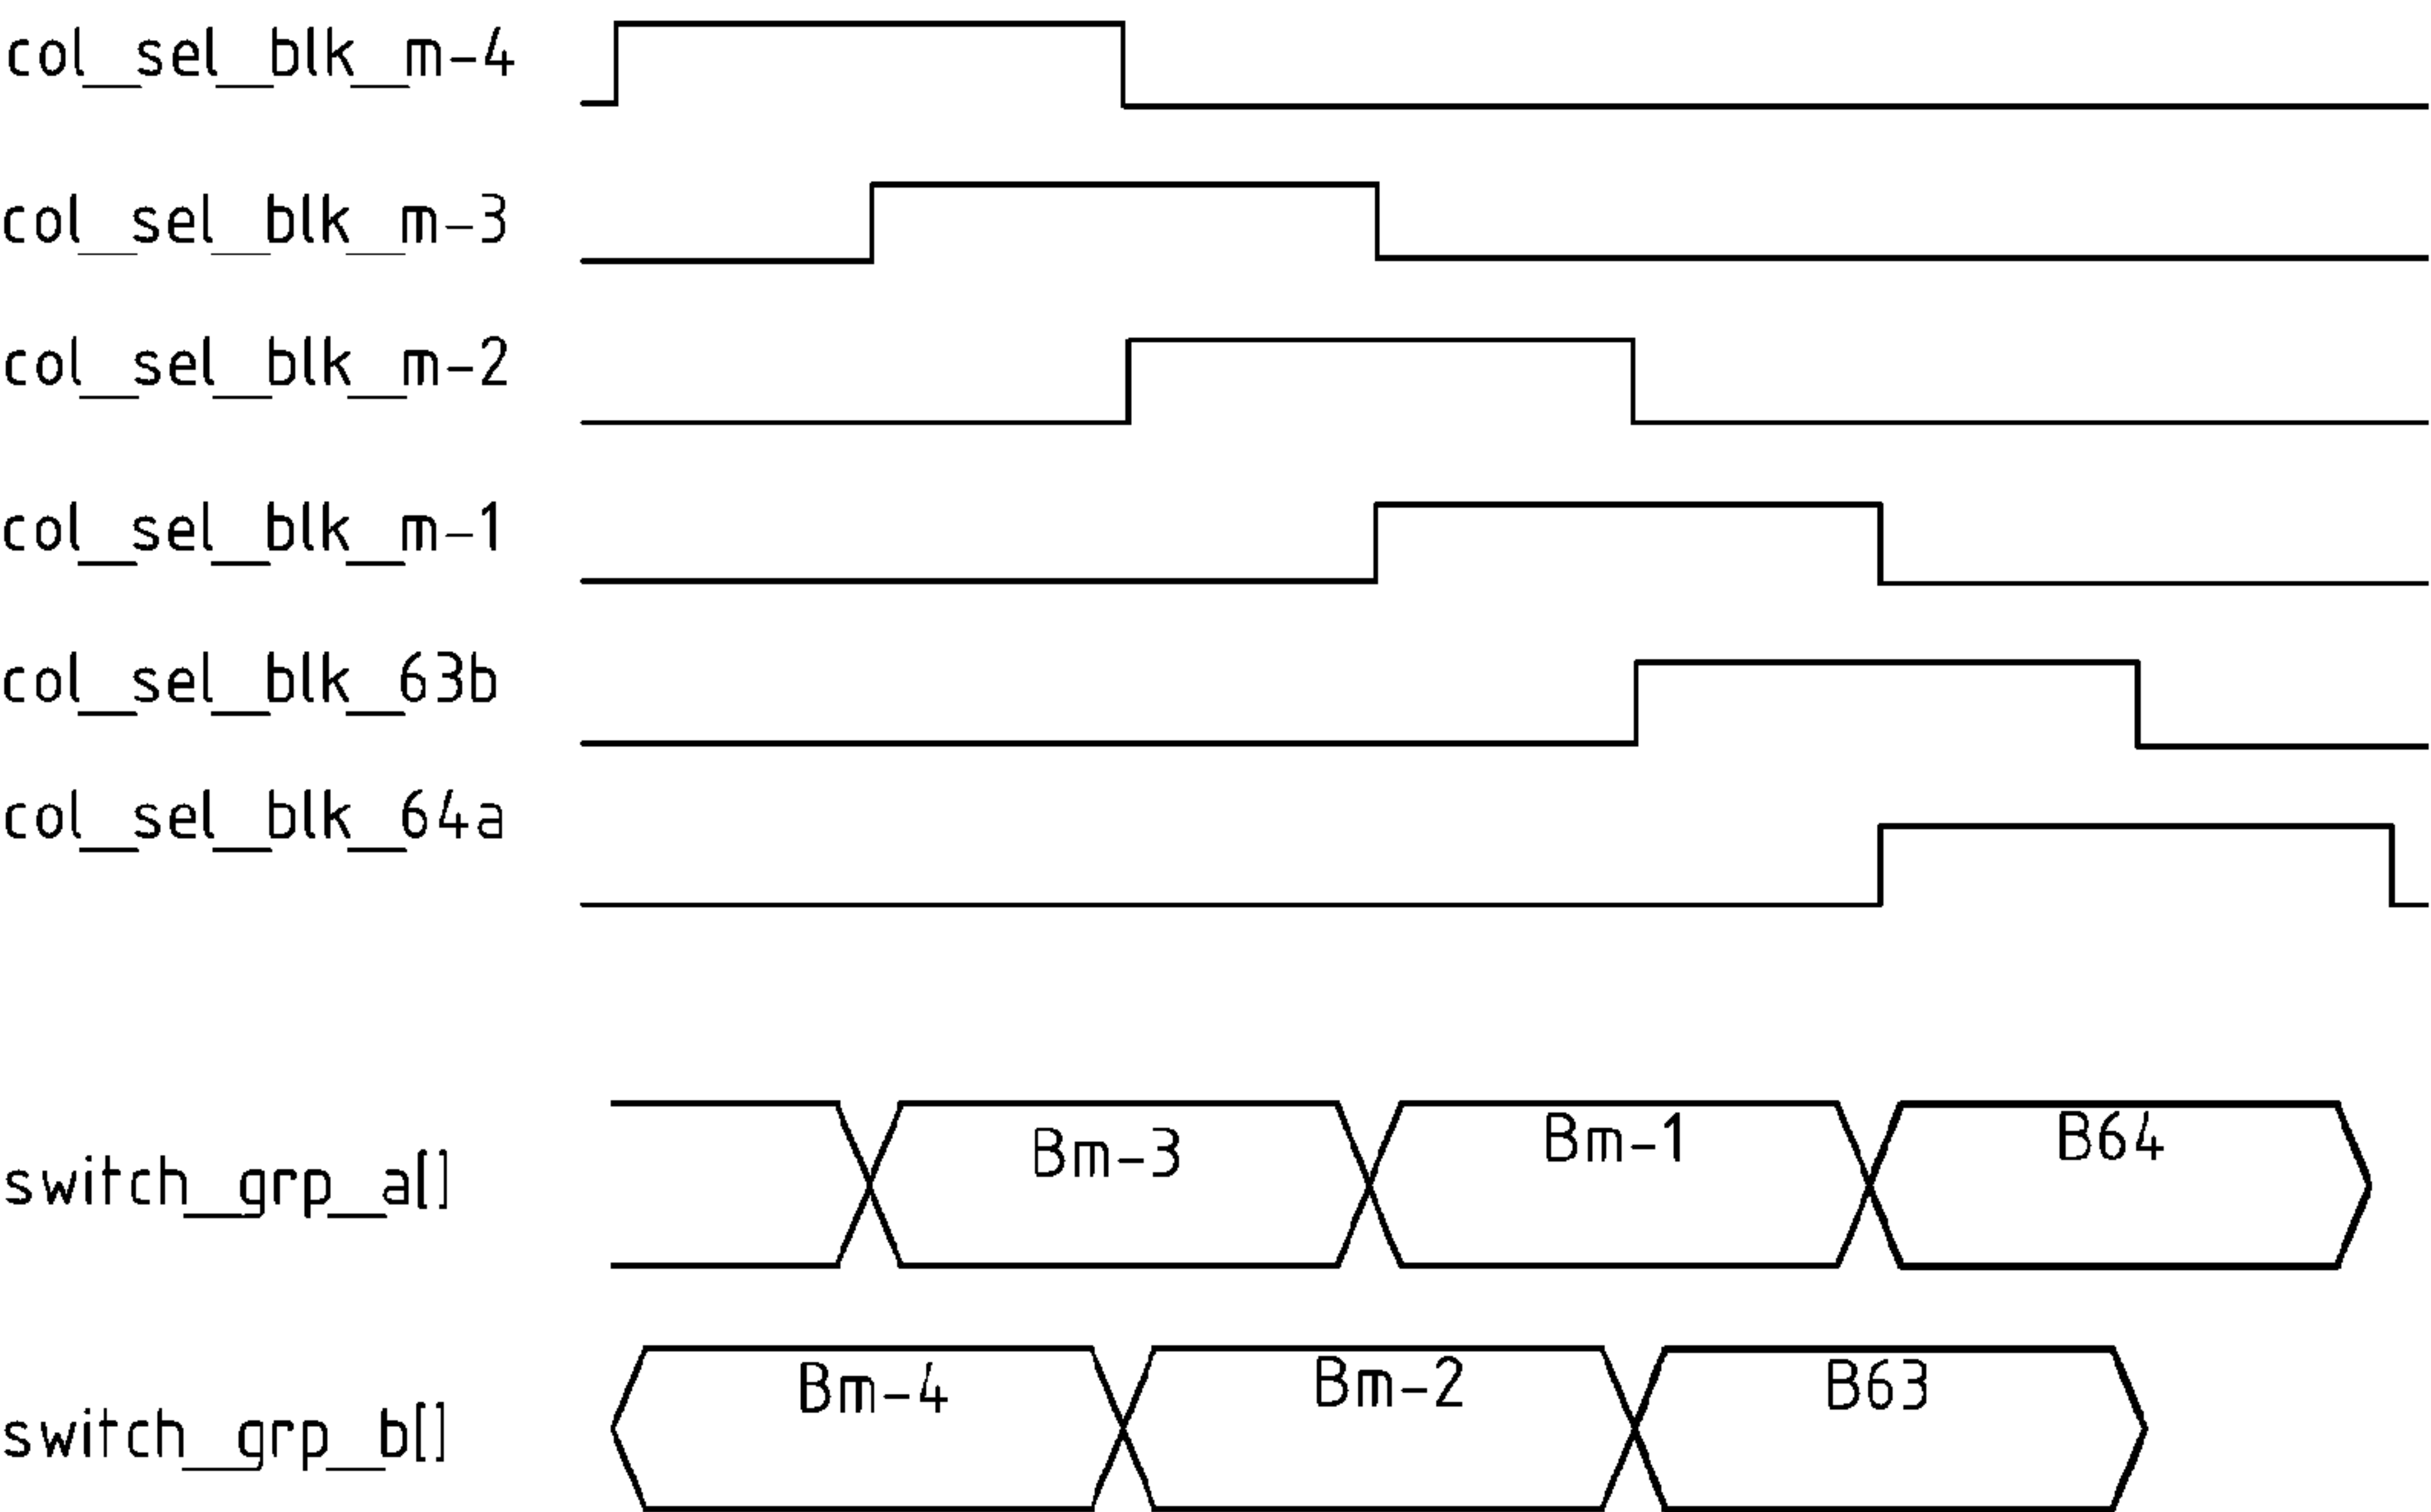 col_sel_blk_m-4
col_sel_blk_m-3
col_sel_blk_m-2
col_sel_blk_m-1
col_sel_blk_63b
col_sel_blk_64a
switch_grp_a[] Bm-3 Bm-1 B64
switch_grp_b[] Bm-4 Bm-2 B63